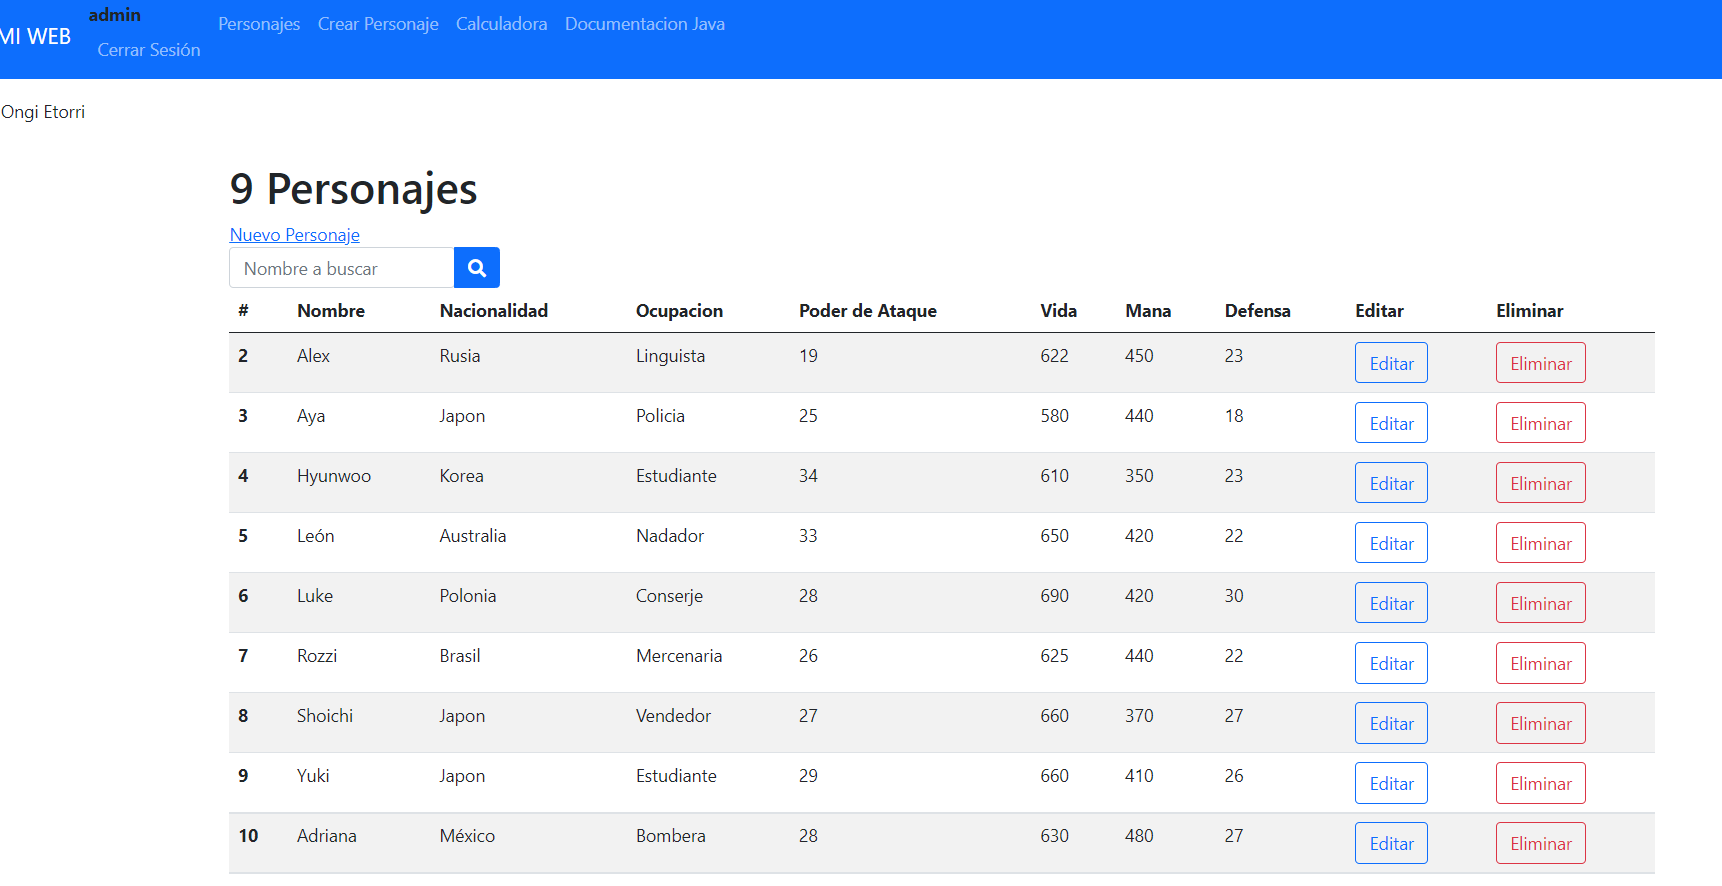 MI WEB
admin
Cerrar Sesión
Personajes Crear Personaje Calculadora Documentacion Java
Ongi Etorri
9 Personajes
Nuevo Personaje
Nombre a buscar
# Nombre Nacionalidad Ocupacion Poder de Ataque Vida Mana Defensa Editar Eliminar
2 Alex Rusia Linguista 19 622 450 23 Editar Eliminar
3 Aya Japon Policia 25 580 440 18 Editar Eliminar
4 Hyunwoo Korea Estudiante 34 610 350 23 Editar Eliminar
5 León Australia Nadador 33 650 420 22 Editar Eliminar
6 Luke Polonia Conserje 28 690 420 30 Editar Eliminar
7 Rozzi Brasil Mercenaria 26 625 440 22 Editar Eliminar
8 Shoichi Japon Vendedor 27 660 370 27 Editar Eliminar
9 Yuki Japon Estudiante 29 660 410 26 Editar Eliminar
10 Adriana México Bombera 28 630 480 27 Editar Eliminar